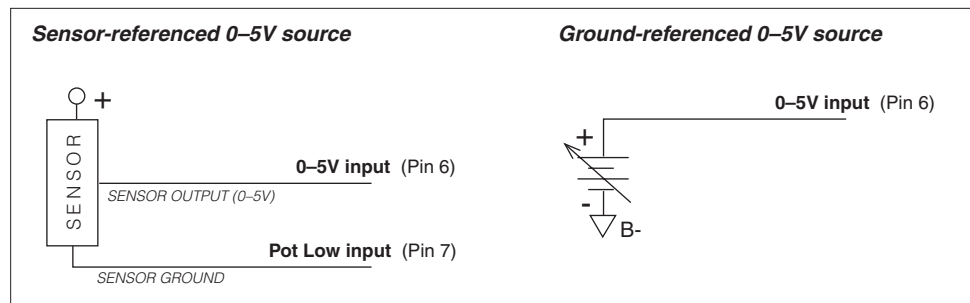 Sensor-referenced 0–5V source
+
SENSOR
0–5V input (Pin 6)
SENSOR OUTPUT (0–5V)
Pot Low input (Pin 7)
SENSOR GROUND
Ground-referenced 0–5V source
0–5V input (Pin 6)
+
-
B-